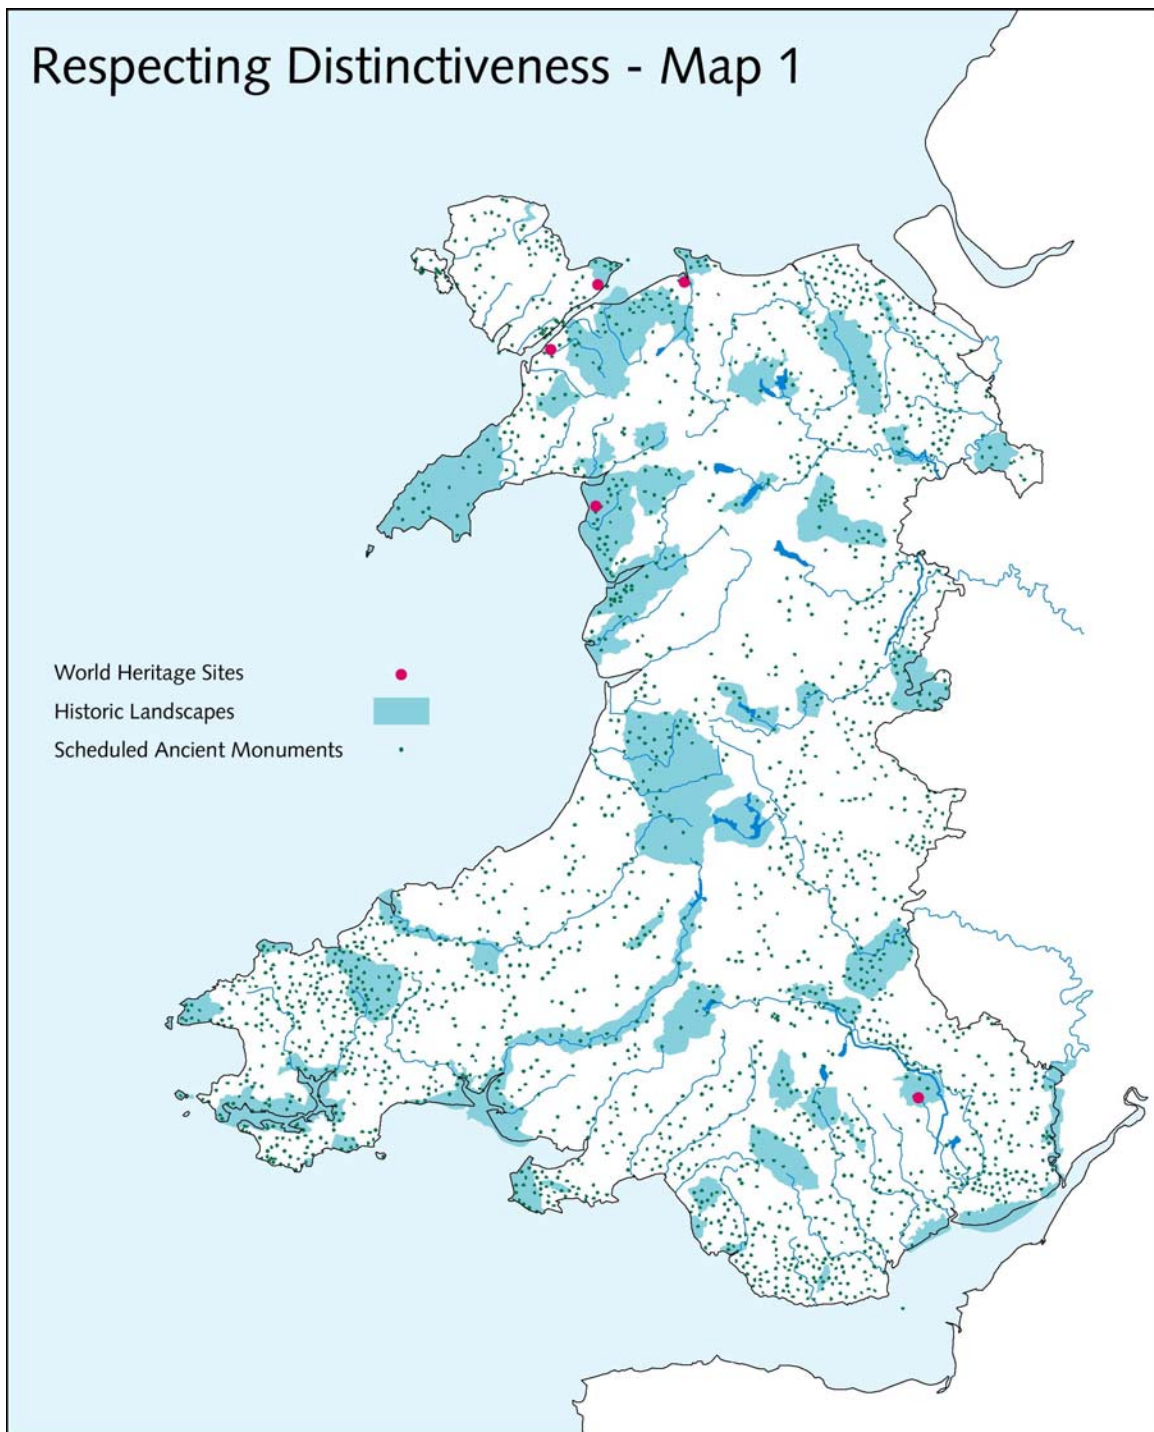 Respecting Distinctiveness - Map 1
World Heritage Sites
Historic Landscapes
Scheduled Ancient Monuments